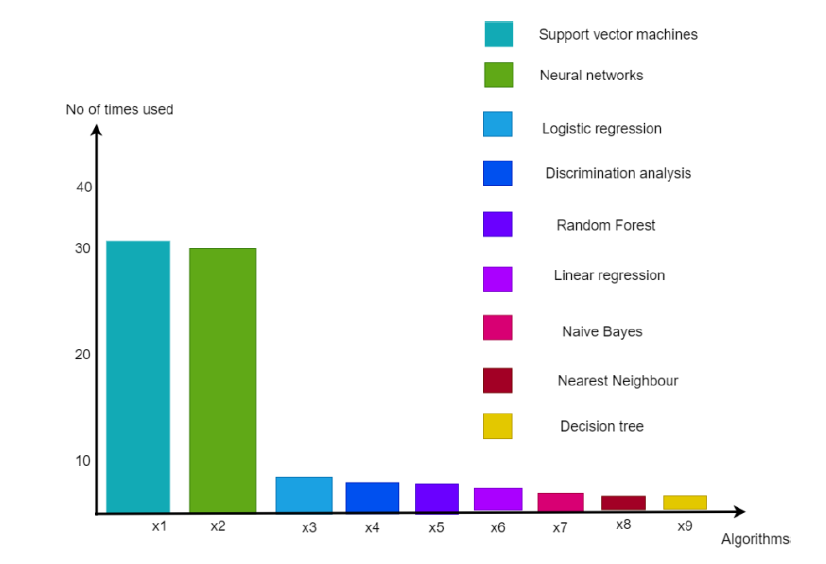 Support vector machines
Neural networks
No of times used
Logistic regression
Discrimination analysis
40
Random Forest
30
Linear regression
Naive Bayes
20
Nearest Neighbour
Decision tree
10
x1 x2 x3 x4 x5 x6 x7 x8 x9
Algorithms